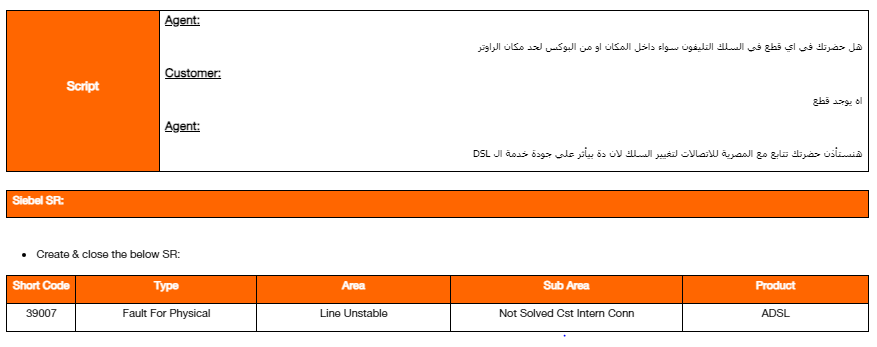 Script
Agent:
هل حضرتك في اي قطع في السلك التليفون سواء داخل المكان او من البوكس لحد مكان الراوتر
Customer:
اه يوجد قطع
Agent:
هنستأذن حضرتك تتابع مع المصرية للاتصالات لتغيير السلك لان دة بيأثر علي جودة خدمة ال DSL
Siebel SR:
• Create & close the below SR:
Short Code Type Area Sub Area Product
39007 Fault For Physical Line Unstable Not Solved Cst Intern Conn ADSL